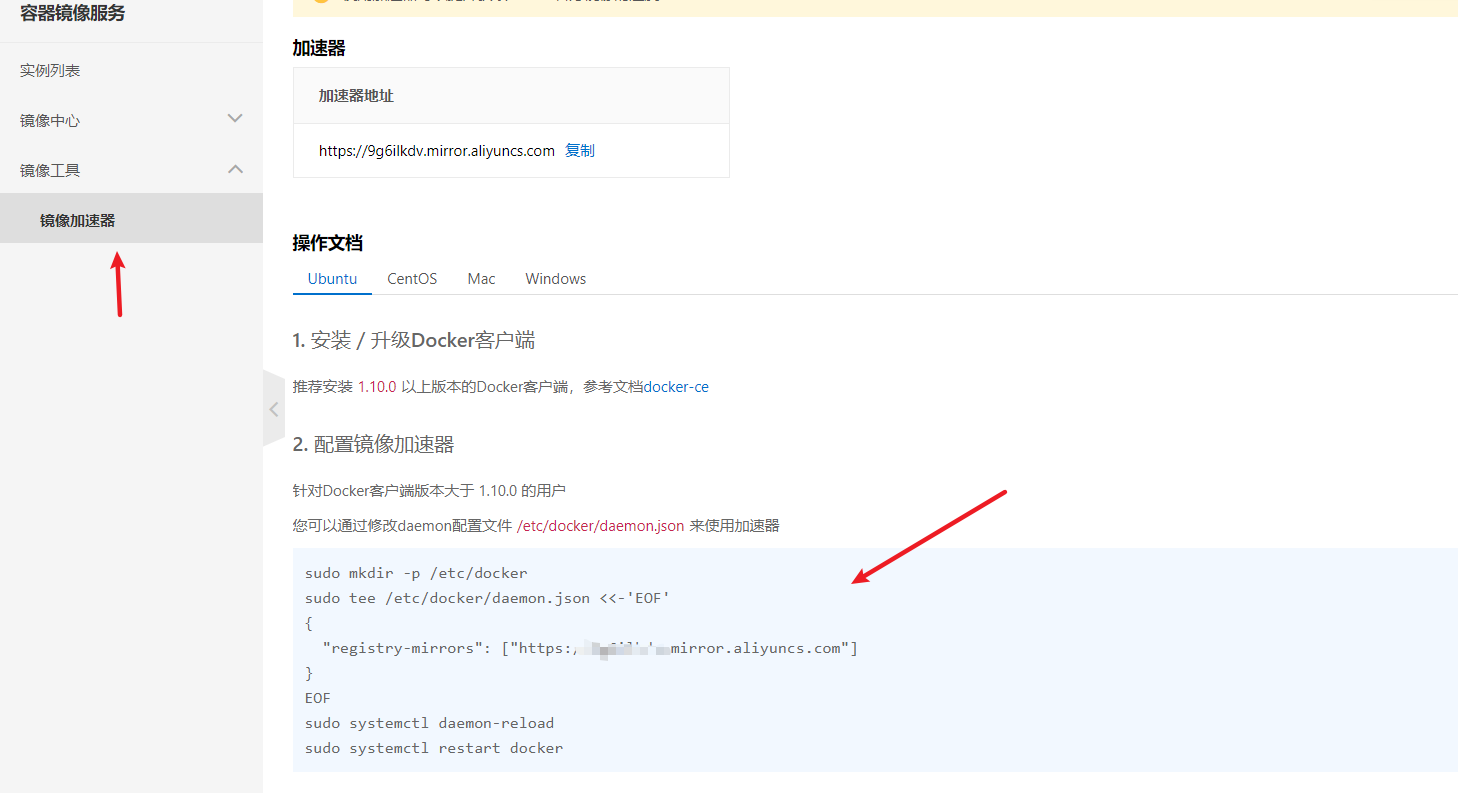 容器镜像服务
实例列表
镜像中心
镜像工具
镜像加速器
加速器
加速器地址
https://9g6ilkdv.mirror.aliyuncs.com 复制
操作文档
Ubuntu CentOS Mac Windows
1. 安装 / 升级Docker客户端
推荐安装 1.10.0 以上版本的Docker客户端，参考文档docker-ce
2. 配置镜像加速器
针对Docker客户端版本大于 1.10.0 的用户
您可以通过修改daemon配置文件 /etc/docker/daemon.json 来使用加速器
sudo mkdir -p /etc/docker
sudo tee /etc/docker/daemon.json <<-'EOF'
{
"registry-mirrors": ["https:/ mirror.aliyuncs.com"]
}
EOF
sudo systemctl daemon-reload
sudo systemctl restart docker